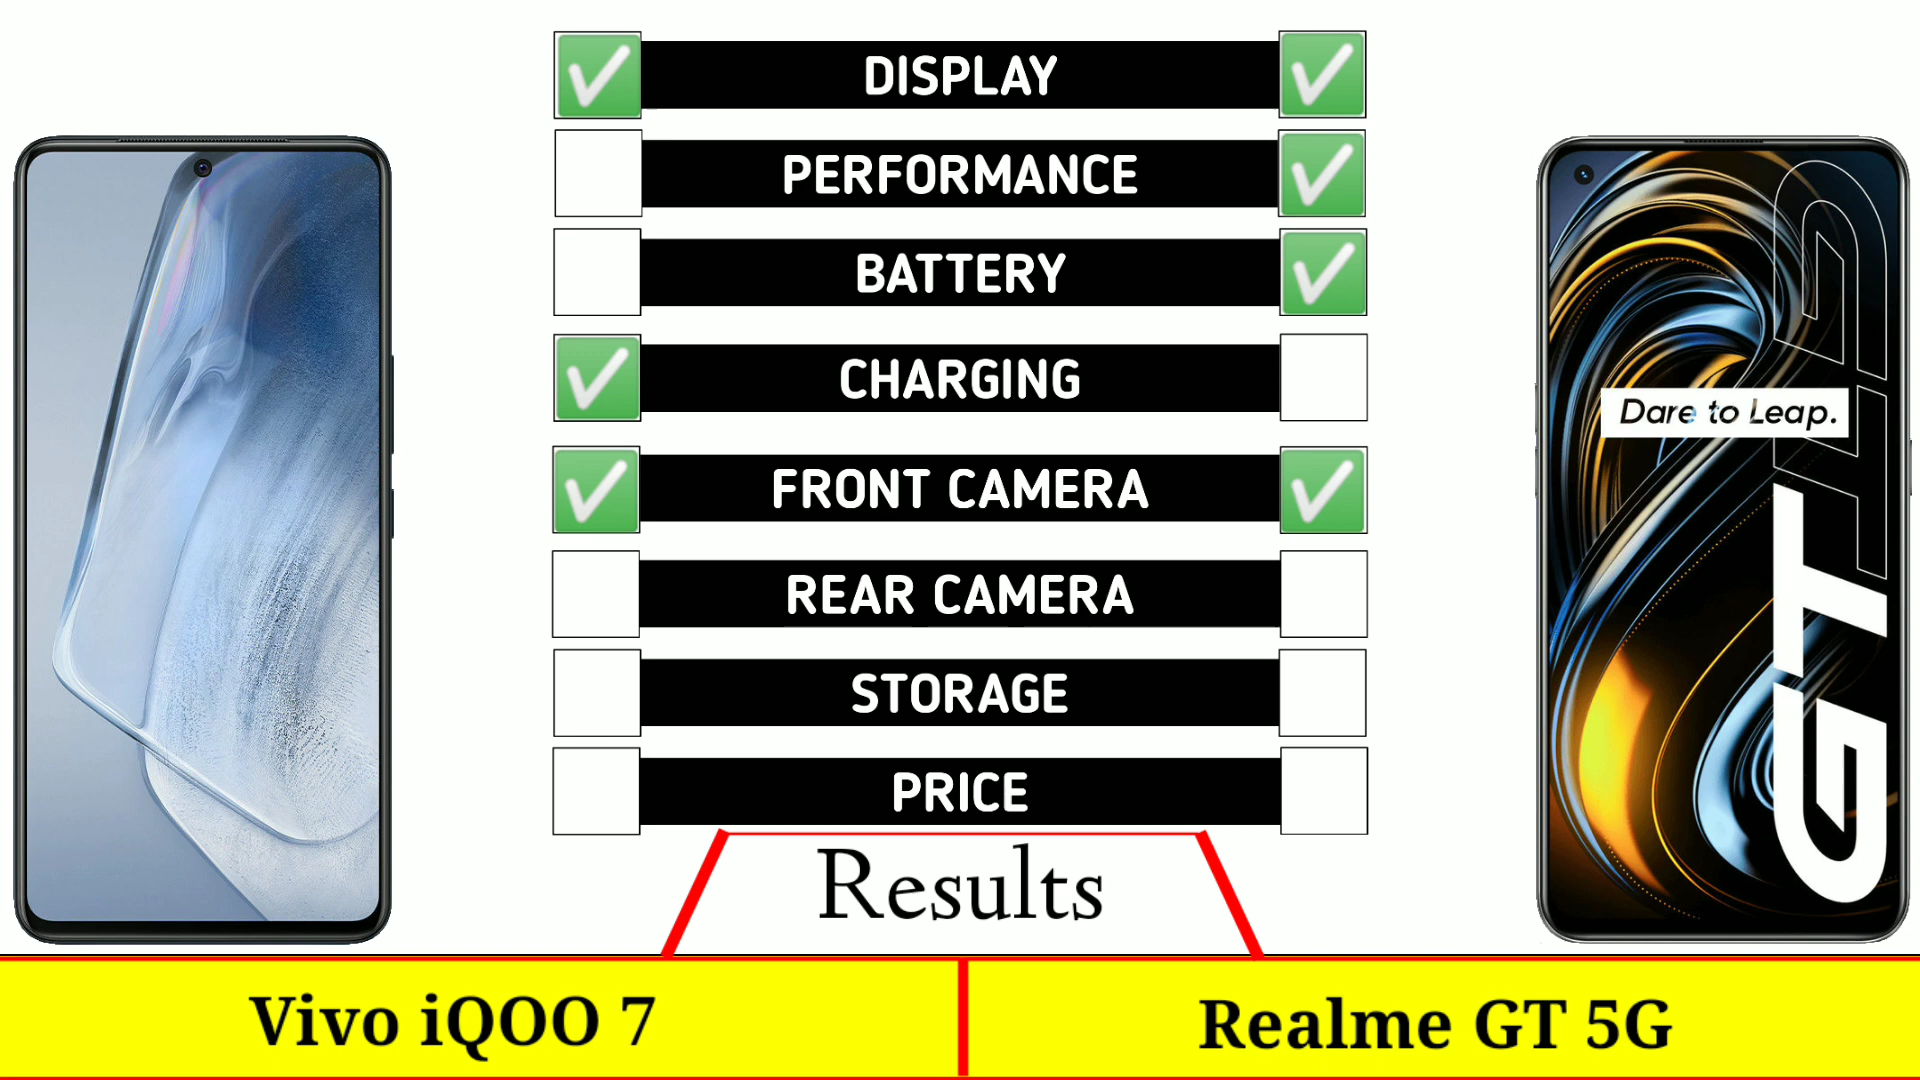 DISPLAY
PERFORMANCE
BATTERY
CHARGING
FRONT CAMERA
REAR CAMERA
STORAGE
PRICE
Dare to Leap.
GT
GT
Results
Vivo iQOO 7
Realme GT 5G